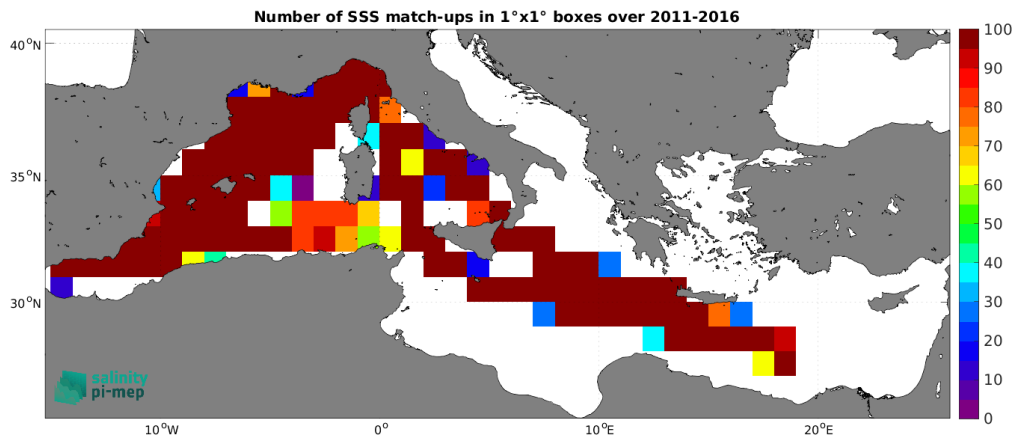 Number of SSS match-ups in 1°x1° boxes over 2011-2016
40°N
35°N
30°N
10°W
0°
10°E
20°E
100
90
80
70
60
50
40
30
20
10
0
salinity
pi-mep